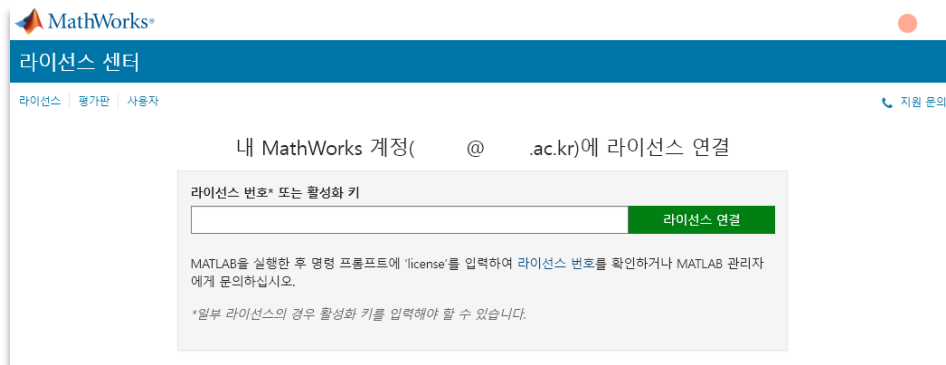 MathWorks®
라이선스 센터
라이선스 평가판 사용자
지원 문의
내 MathWorks 계정( @ .ac.kr)에 라이선스 연결
라이선스 번호* 또는 활성화 키
라이선스 연결
MATLAB을 실행한 후 명령 프롬프트에 'license'를 입력하여 라이선스 번호를 확인하거나 MATLAB 관리자
에게 문의하십시오.
*일부 라이선스의 경우 활성화 키를 입력해야 할 수 있습니다.